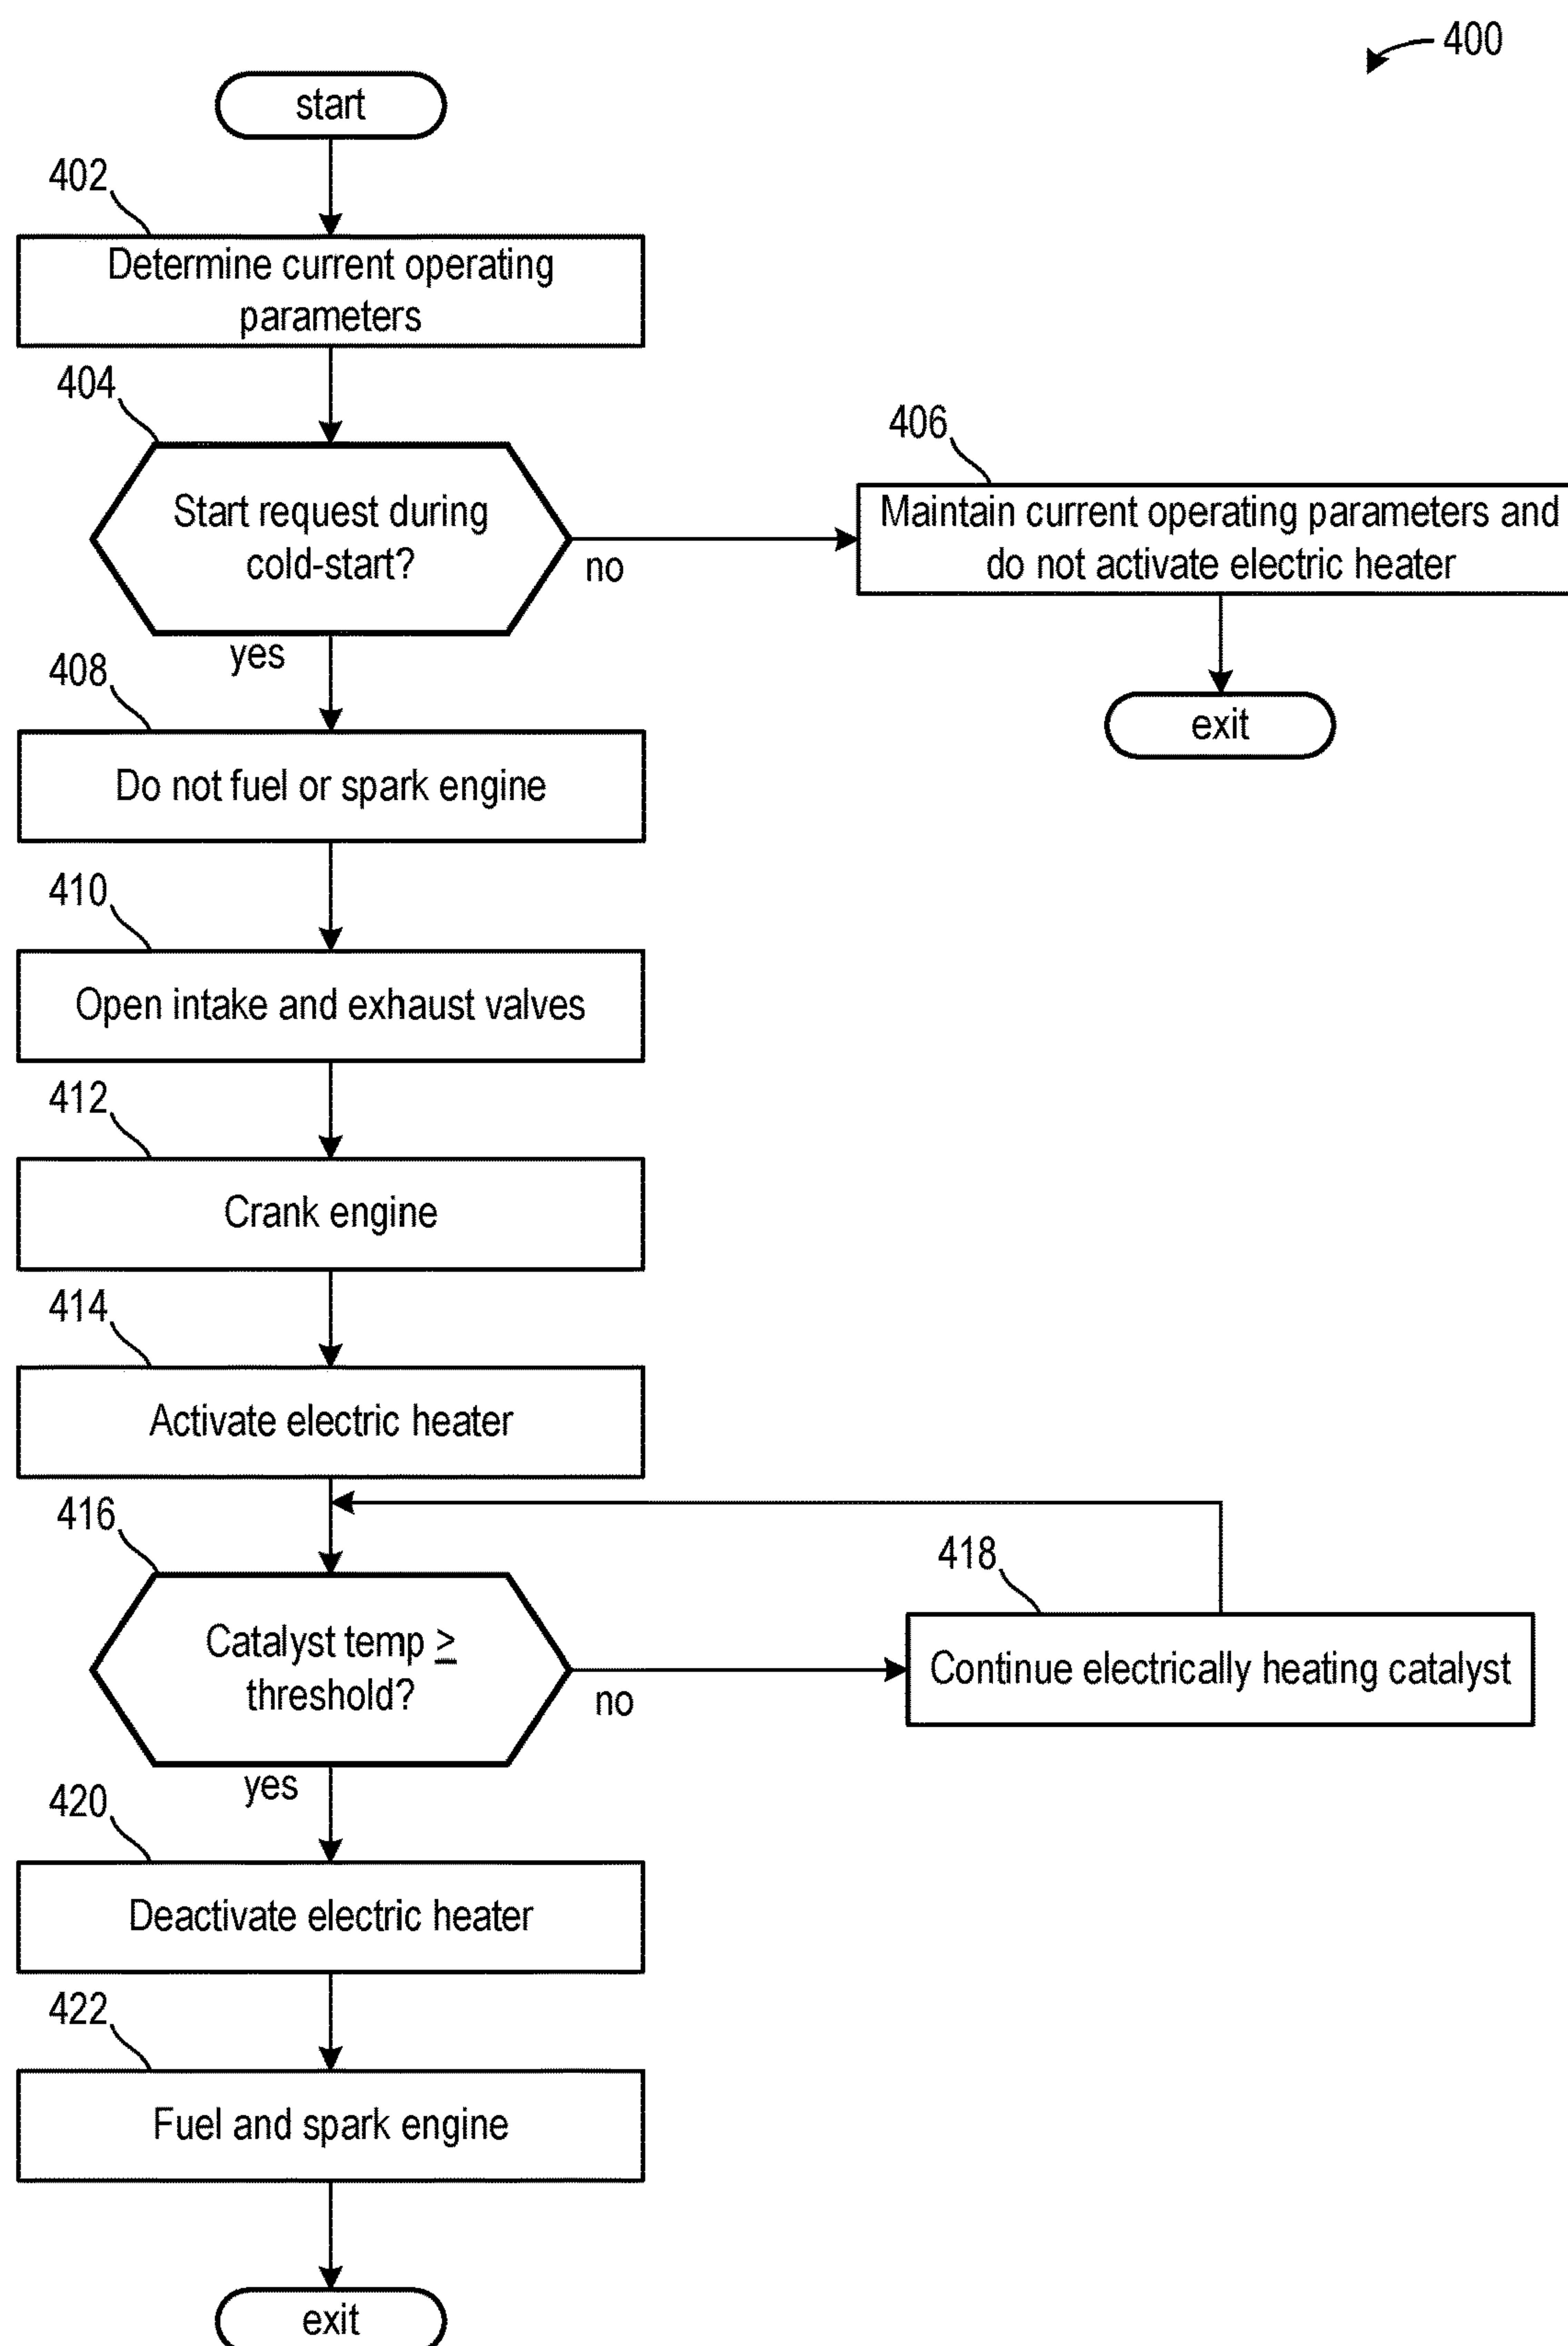 400
start
402
Determine current operating
parameters
404
Start request during
cold-start?
no
yes
406
Maintain current operating parameters and
do not activate electric heater
exit
408
Do not fuel or spark engine
410
Open intake and exhaust valves
412
Crank engine
414
Activate electric heater
416
Catalyst temp ≥
threshold?
no
yes
418
Continue electrically heating catalyst
420
Deactivate electric heater
422
Fuel and spark engine
exit